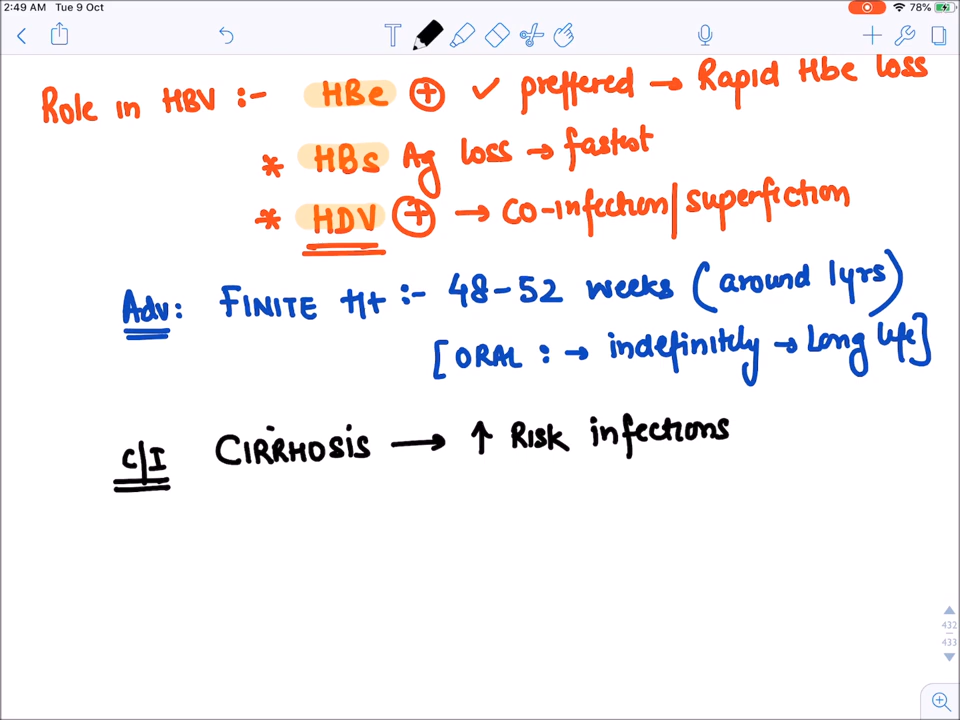 2:49 AM Tue 9 Oct 78%
T
Role in HBV :- HBe + ✓ preffered → Rapid Hbe loss
* HBs Ag loss → fastest
* HDV + → co-infection/superfiction
Adv: FINITE tt :- 48-52 weeks (around 1yrs)
[ORAL : → indefinitely → Long life]
C/I CIRRHOSIS → ↑ RISK infections
432
433